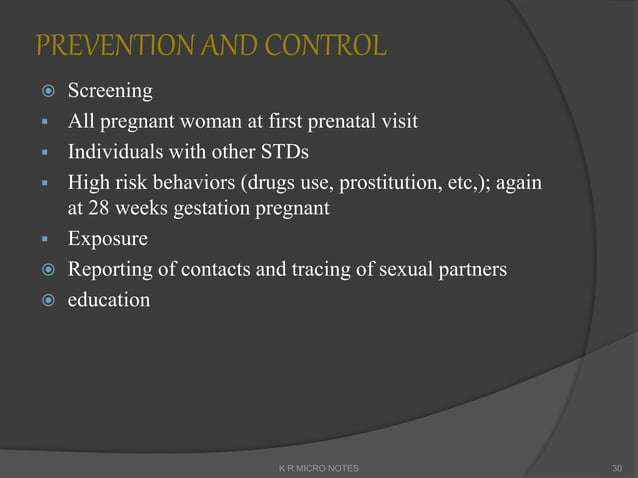 PREVENTION AND CONTROL
Screening
All pregnant woman at first prenatal visit
Individuals with other STDs
High risk behaviors (drugs use, prostitution, etc,); again
at 28 weeks gestation pregnant
Exposure
Reporting of contacts and tracing of sexual partners
education
K R MICRO NOTES
30